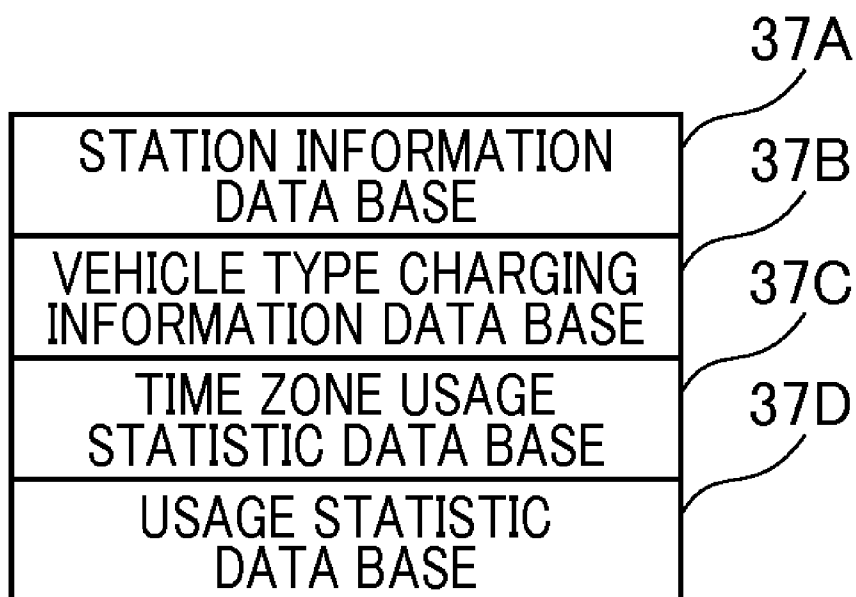 37A
STATION INFORMATION
DATA BASE
37B
VEHICLE TYPE CHARGING
INFORMATION DATA BASE
37C
TIME ZONE USAGE
STATISTIC DATA BASE
37D
USAGE STATISTIC
DATA BASE